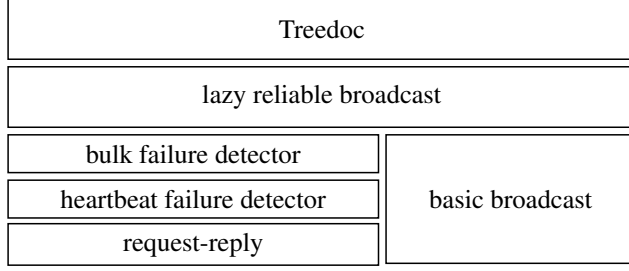 Treedoc
lazy reliable broadcast
bulk failure detector
heartbeat failure detector
request-reply
basic broadcast